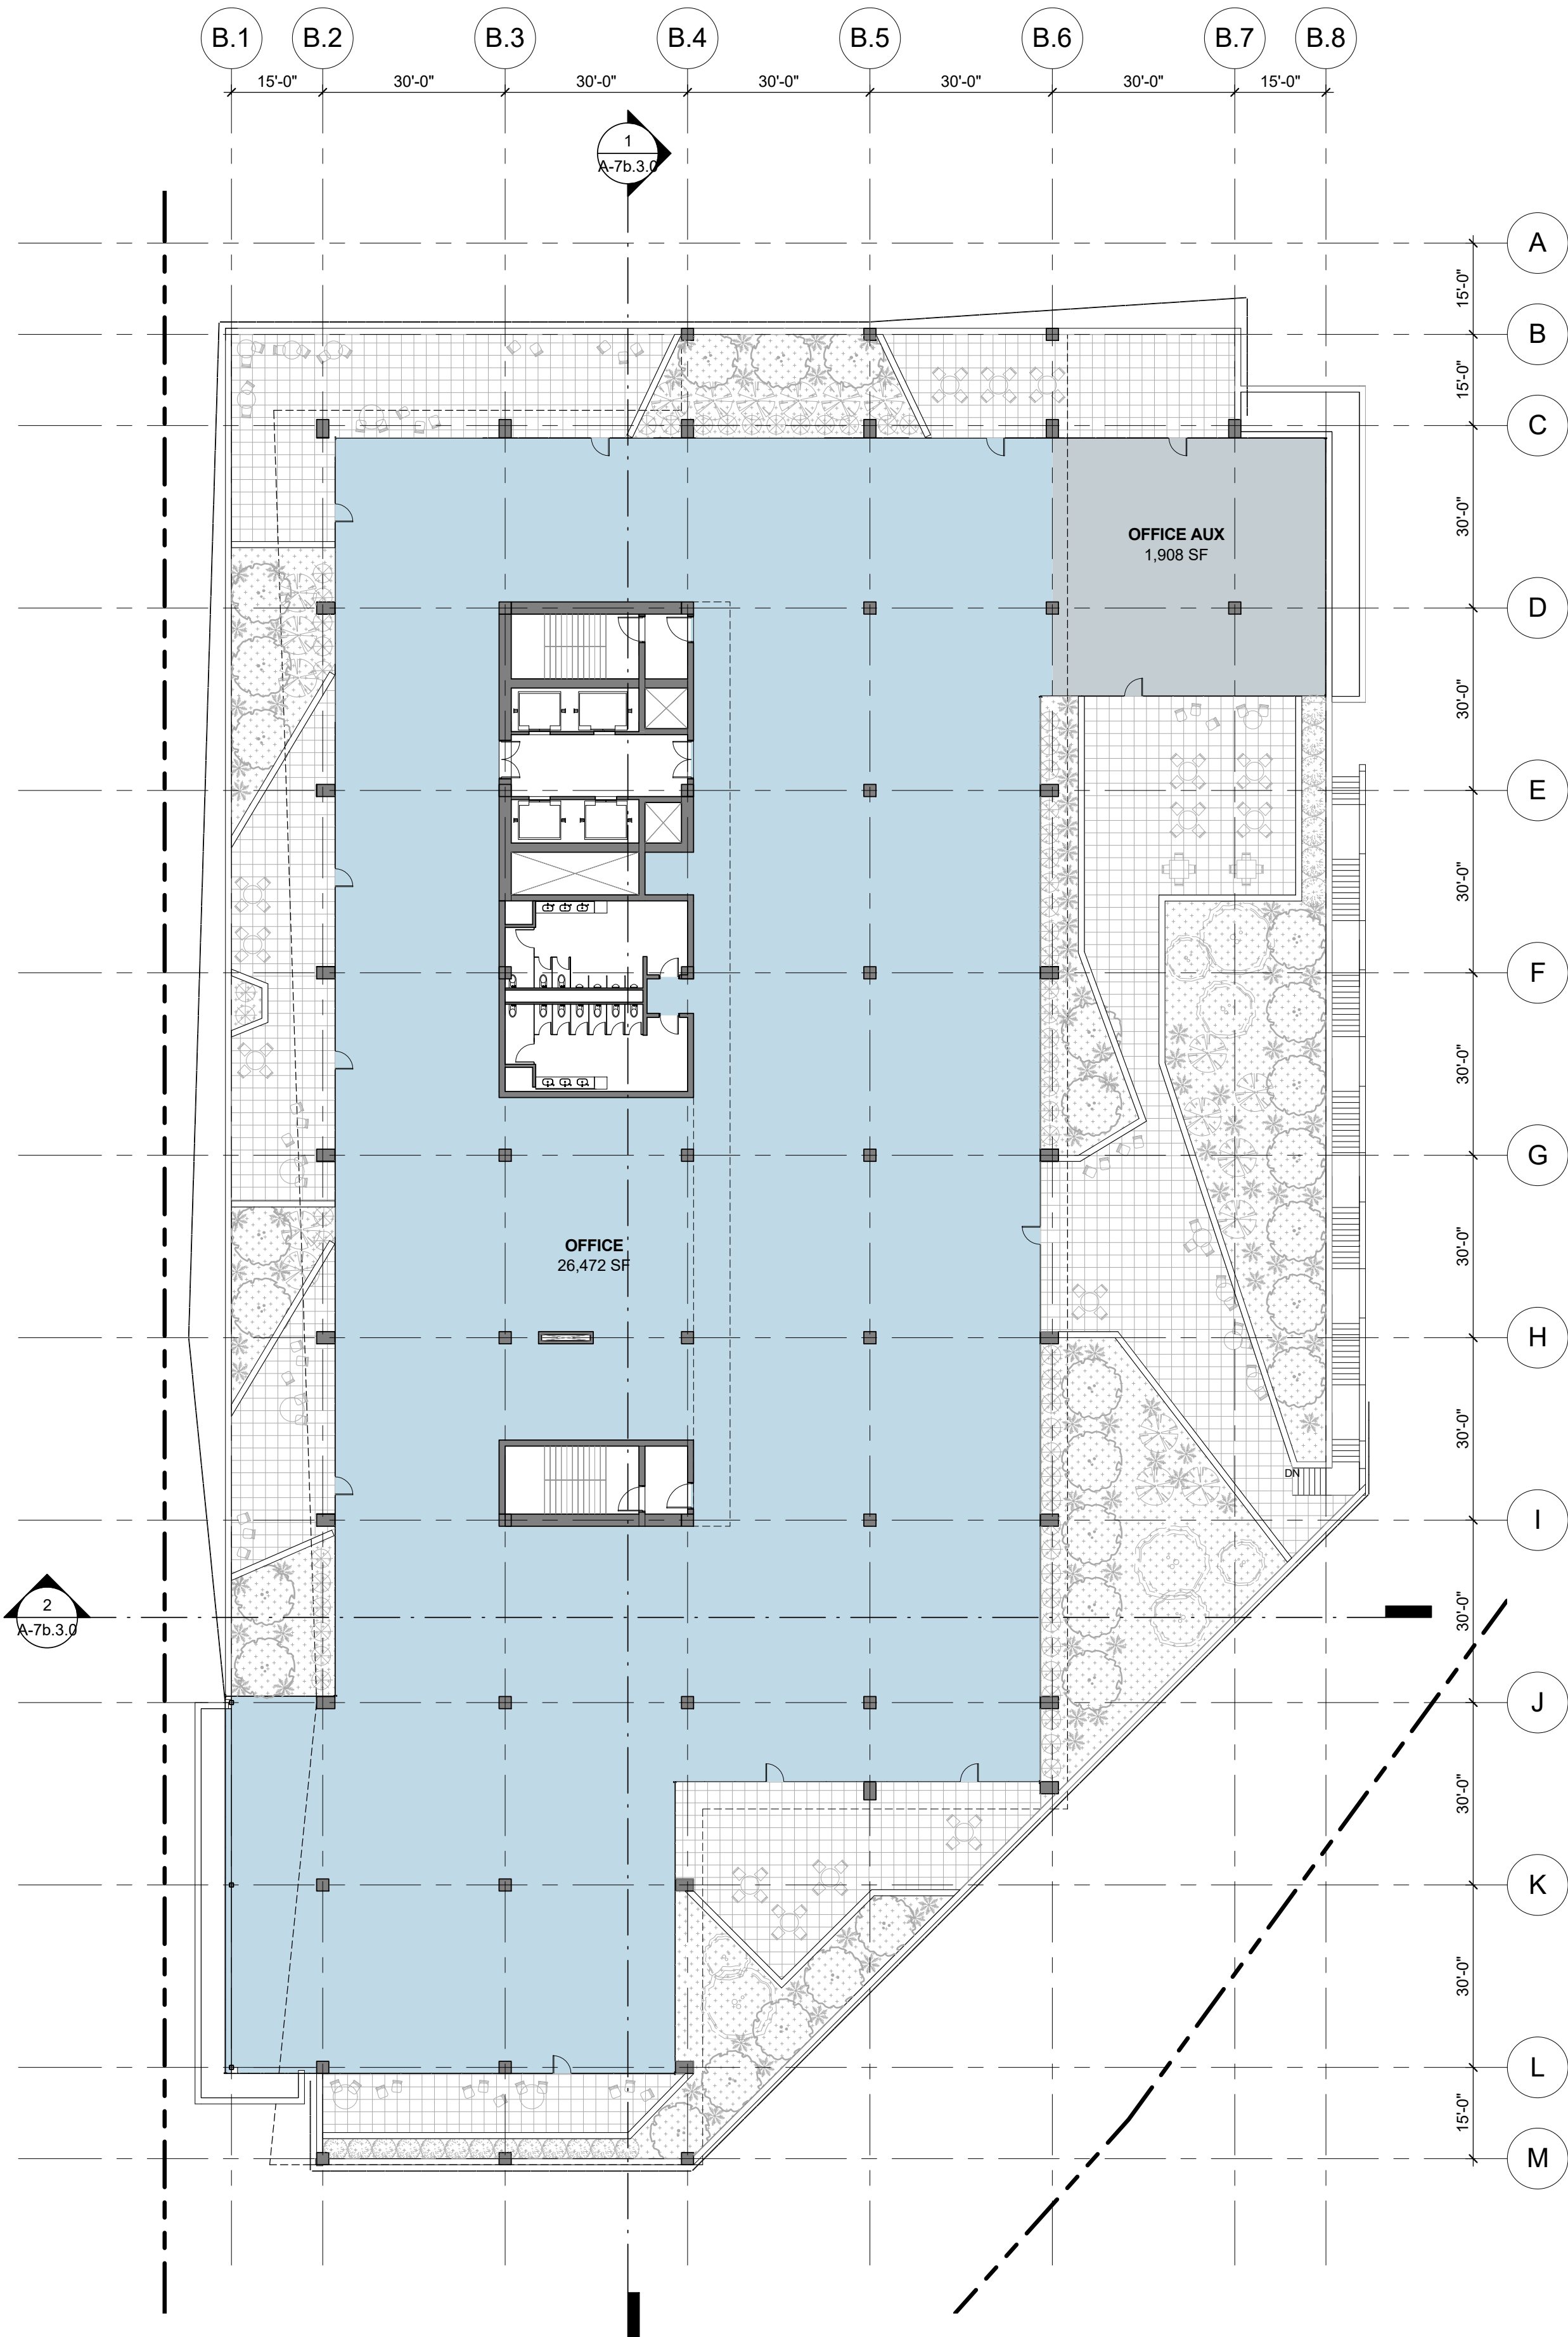 B.1 B.2 B.3 B.4 B.5 B.6 B.7 B.8
15'-0" 30'-0" 30'-0" 30'-0" 30'-0" 30'-0" 15'-0"
1
A-7b.3.0
A
15'-0"
B
15'-0"
C
30'-0"
OFFICE AUX
1,908 SF
D
30'-0"
E
30'-0"
F
30'-0"
G
30'-0"
OFFICE
26,472 SF
H
30'-0"
DN
I
2
A-7b.3.0
30'-0"
J
30'-0"
K
30'-0"
L
15'-0"
M